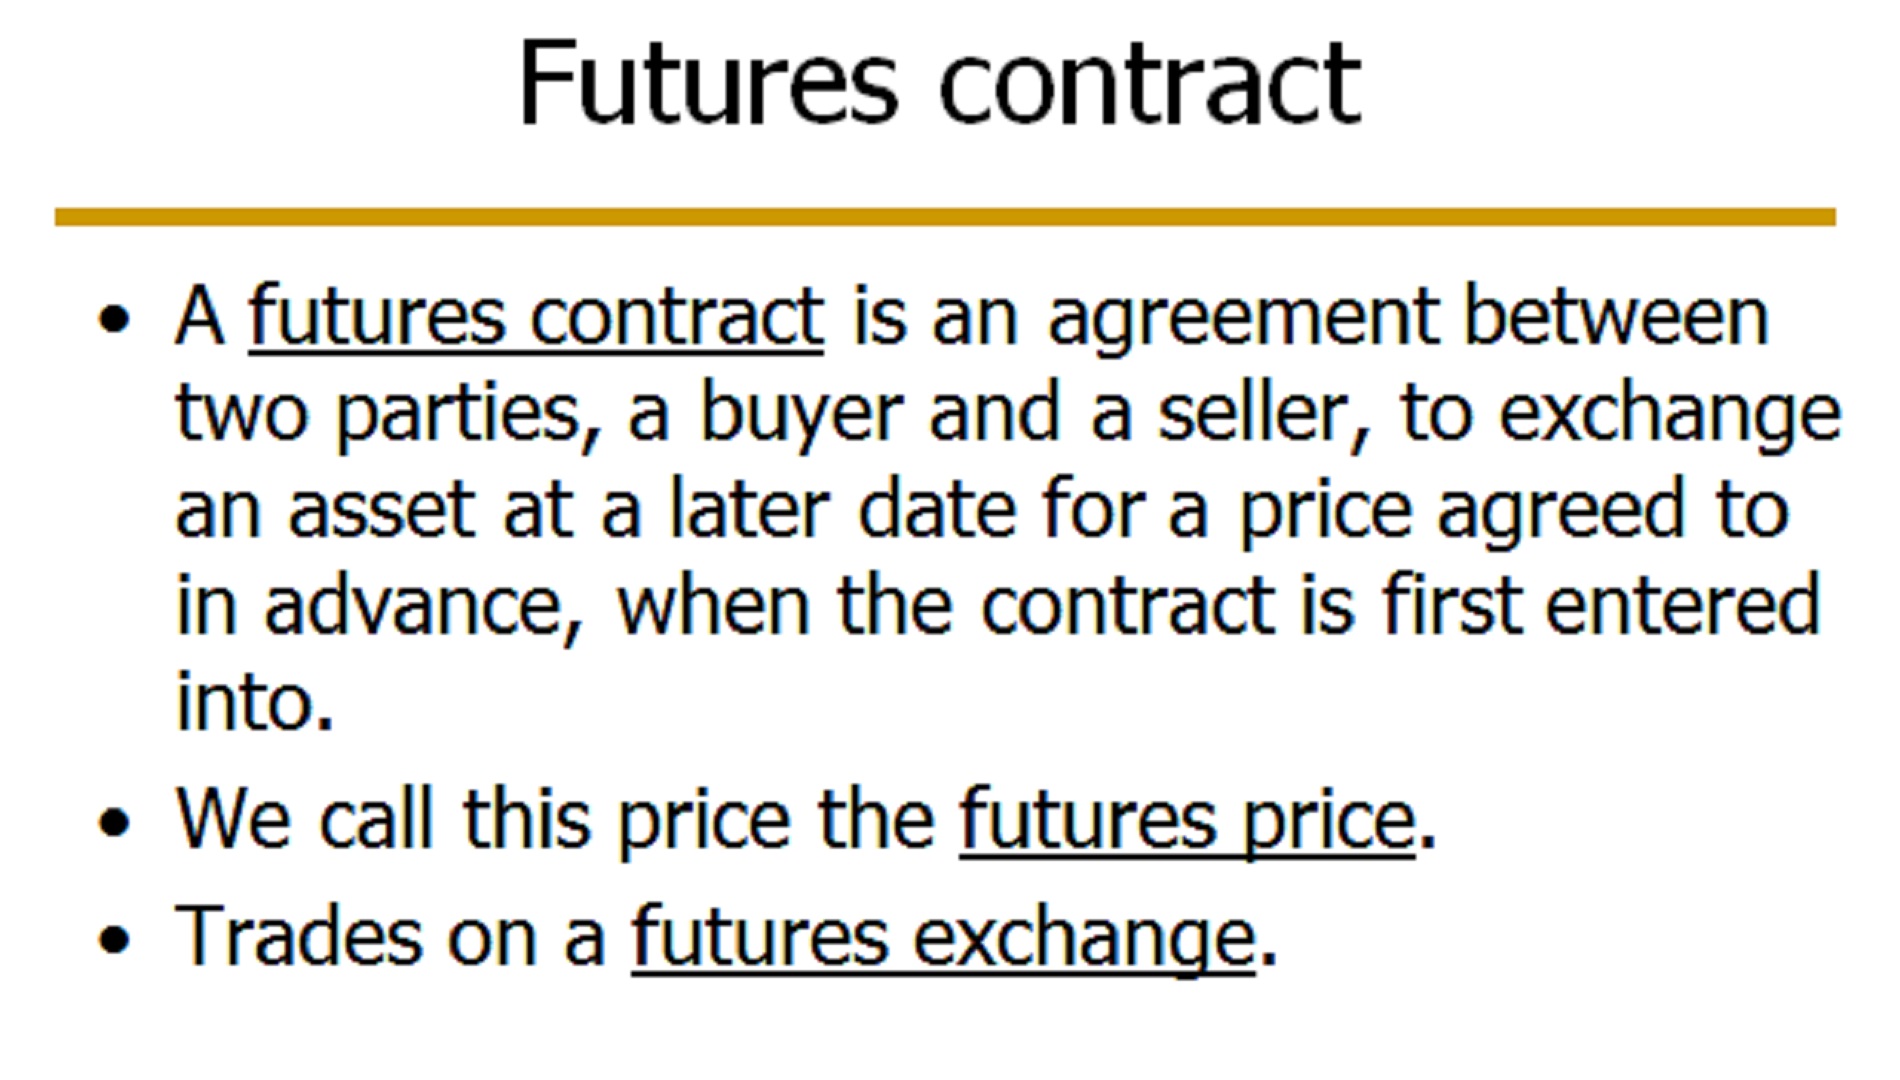 Futures contract
• A futures contract is an agreement between
two parties, a buyer and a seller, to exchange
an asset at a later date for a price agreed to
in advance, when the contract is first entered
into.
• We call this price the futures price.
• Trades on a futures exchange.